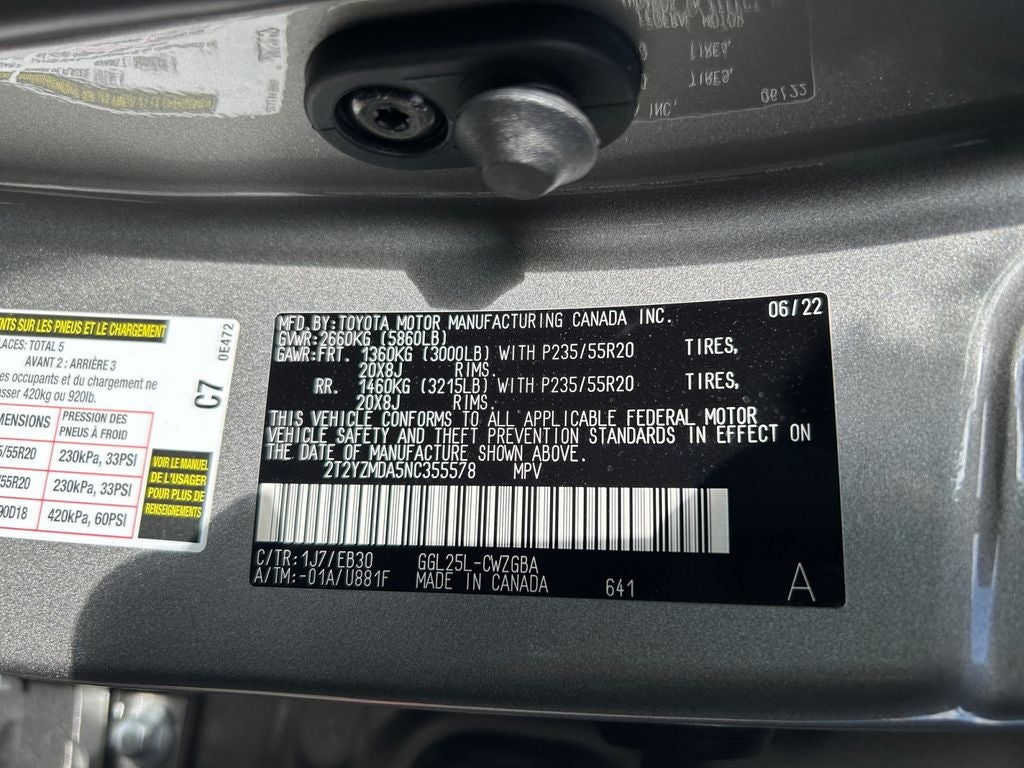 ENTS SUR LES PNEUS ET LE CHARGEMENT
LACES: TOTAL 5
AVANT 2 : ARRIÈRE 3
es occupants et du chargement ne
sser 420kg ou 920lb.
MENSIONS PRESSION DES PNEUS À FROID
/55R20 230kPa, 33PSI
55R20 230kPa, 33PSI
90D18 420kPa, 60PSI
VOIR LE MANUEL
DE L'USAGER
POUR PLUS DE
RENSEIGNEMENTS
C7
0E472
MFD.BY:TOYOTA MOTOR MANUFACTURING CANADA INC. 06/22
GVWR:2660KG (5860LB)
GAWR:FRT. 1360KG (3000LB) WITH P235/55R20 TIRES,
20X8J RIMS.
RR. 1460KG (3215LB) WITH P235/55R20 TIRES,
20X8J RIMS.
THIS VEHICLE CONFORMS TO ALL APPLICABLE FEDERAL MOTOR
VEHICLE SAFETY AND THEFT PREVENTION STANDARDS IN EFFECT ON
THE DATE OF MANUFACTURE SHOWN ABOVE.
2T2YZMDA5NC355578 MPV
C/TR:1J7/EB30 GGL25L-CWZGBA
A/TM:-01A/U881F MADE IN CANADA 641 A